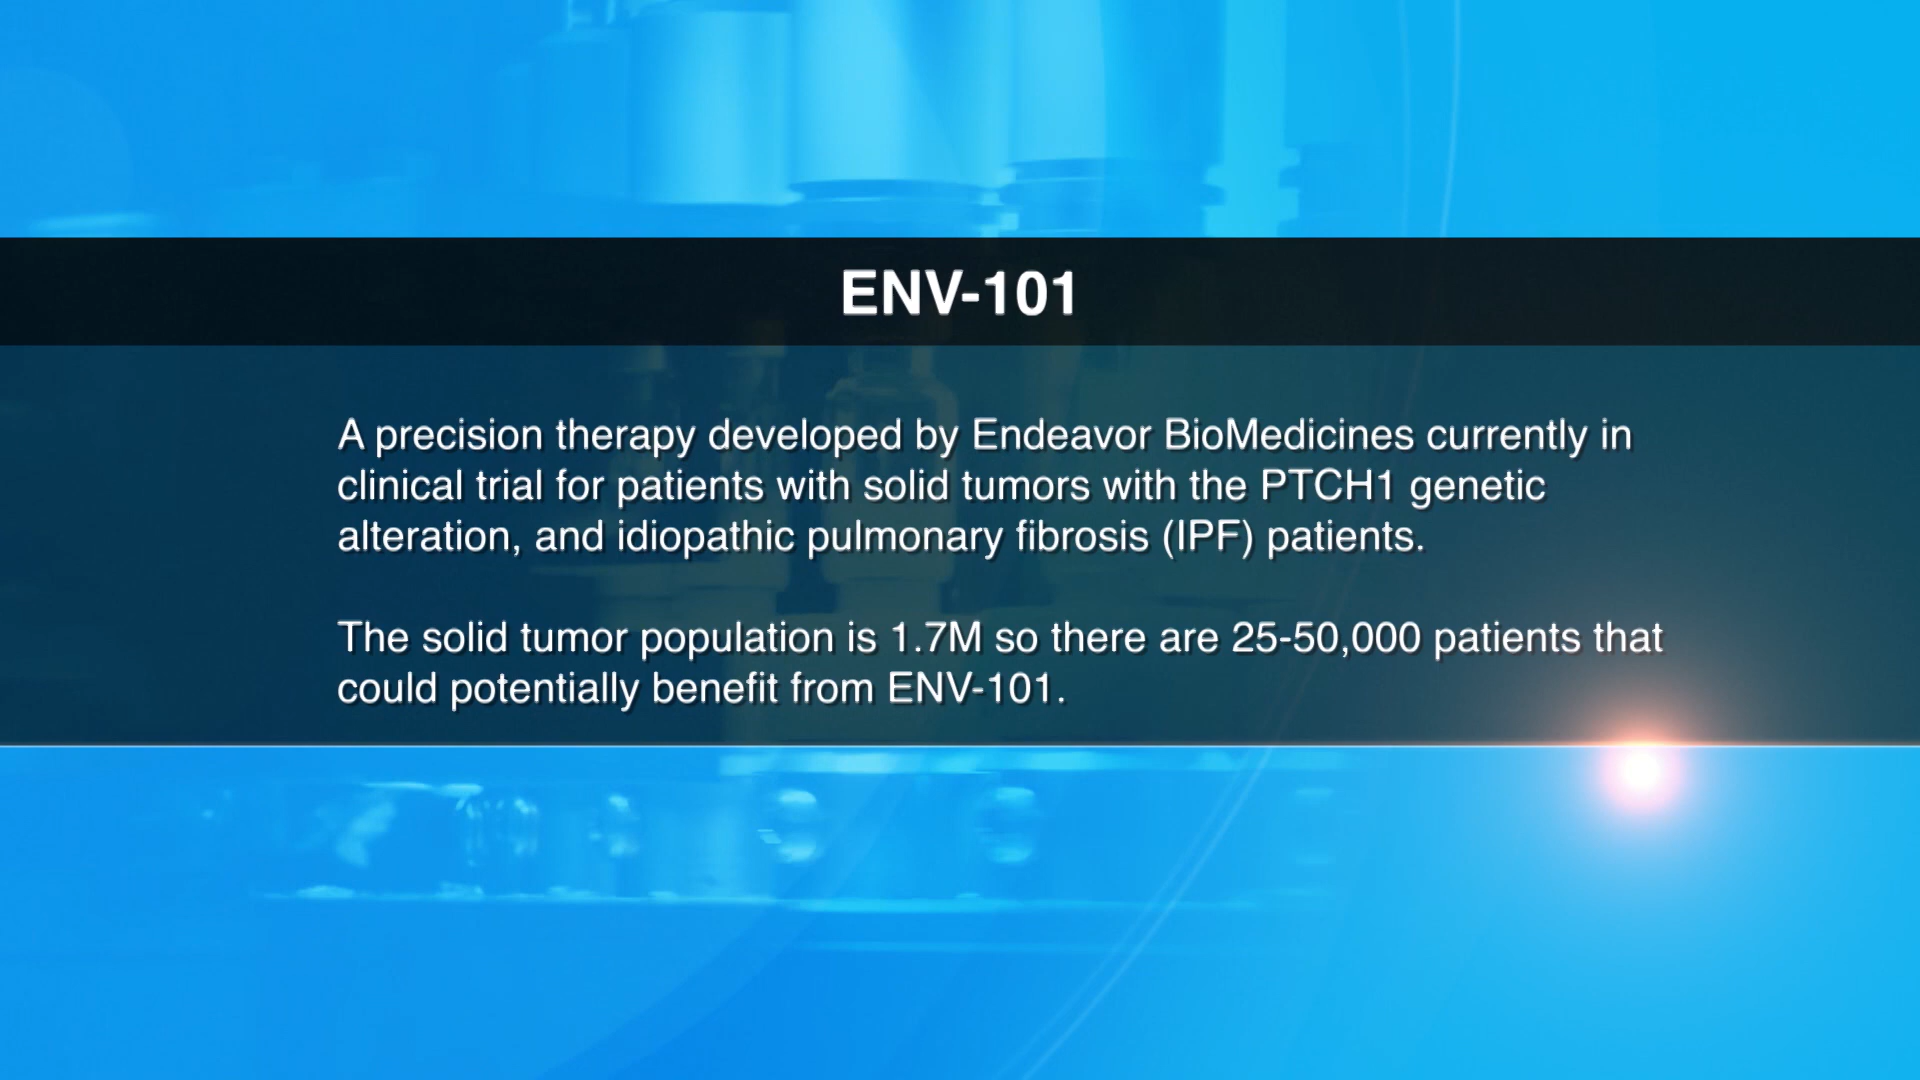 ENV-101
A precision therapy developed by Endeavor BioMedicines currently in
clinical trial for patients with solid tumors with the PTCH1 genetic
alteration, and idiopathic pulmonary fibrosis (IPF) patients.
The solid tumor population is 1.7M so there are 25-50,000 patients that
could potentially benefit from ENV-101.